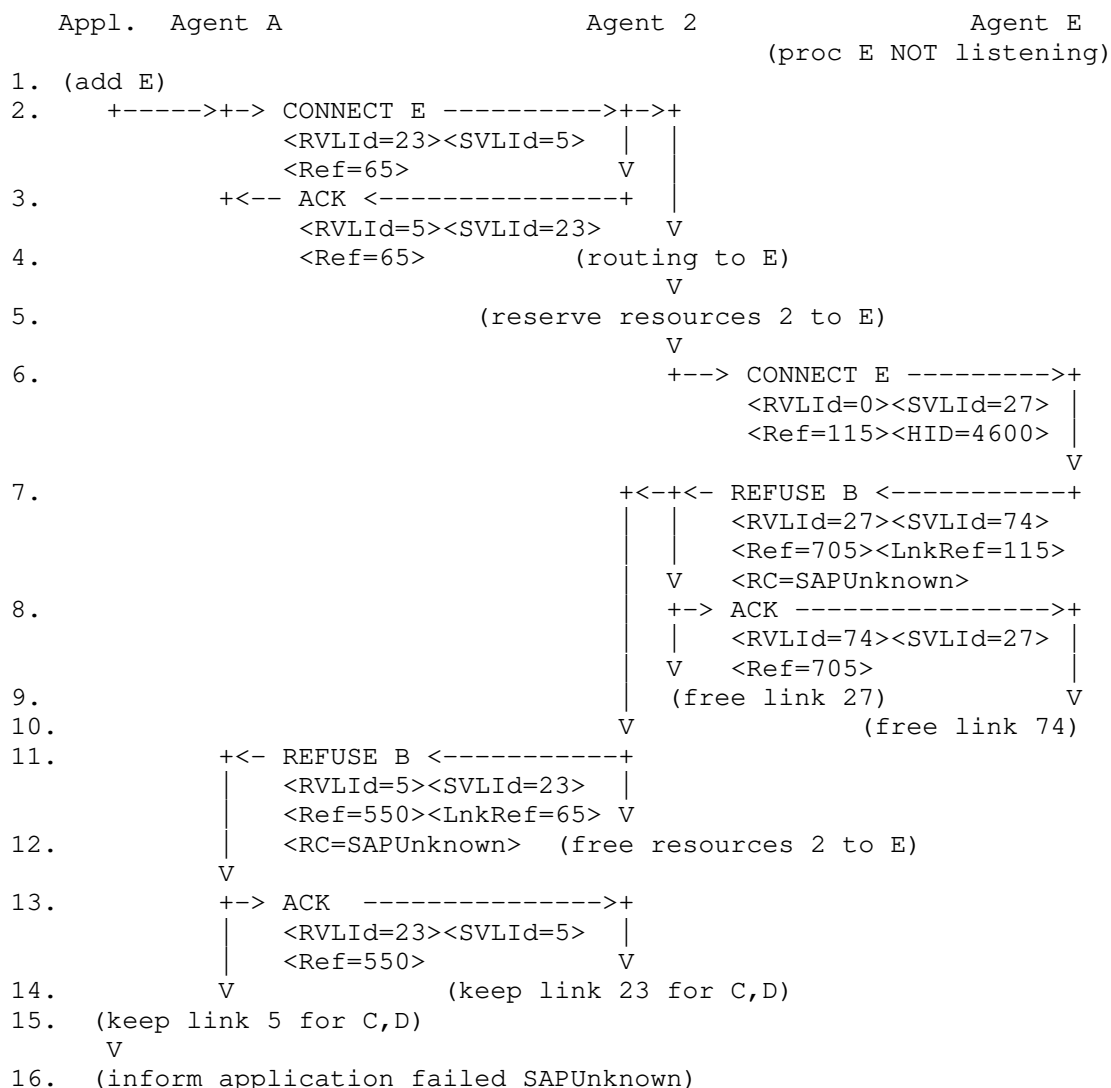 Appl.  Agent A                   Agent 2                 Agent E
                                               (proc E NOT listening)
1. (add E)
2.    +----->+-> CONNECT E ---------->+->+
                 <RVLId=23><SVLId=5>  |  |
                 <Ref=65>             V  |
3.           +<-- ACK <---------------+  |
                  <RVLId=5><SVLId=23>    V
4.                <Ref=65>         (routing to E)
                                         V
5.                           (reserve resources 2 to E)
                                         V
6.                                       +--> CONNECT E --------->+
                                              <RVLId=0><SVLId=27> |
                                              <Ref=115><HID=4600> |
                                                                  V
7.                                    +<-+<- REFUSE B <-----------+
                                      |  |   <RVLId=27><SVLId=74>
                                      |  |   <Ref=705><LnkRef=115>
                                      |  V   <RC=SAPUnknown>
8.                                    |  +-> ACK ---------------->+
                                      |  |   <RVLId=74><SVLId=27> |
                                      |  V   <Ref=705>            |
9.                                    |  (free link 27)           V
10.                                   V              (free link 74)
11.          +<- REFUSE B <-----------+
             |   <RVLId=5><SVLId=23>  |
             |   <Ref=550><LnkRef=65> V
12.          |   <RC=SAPUnknown>  (free resources 2 to E)
             V
13.          +-> ACK  --------------->+
             |   <RVLId=23><SVLId=5>  |
             |   <Ref=550>            V
14.          V             (keep link 23 for C,D)
15.  (keep link 5 for C,D)
      V
16.  (inform application failed SAPUnknown)